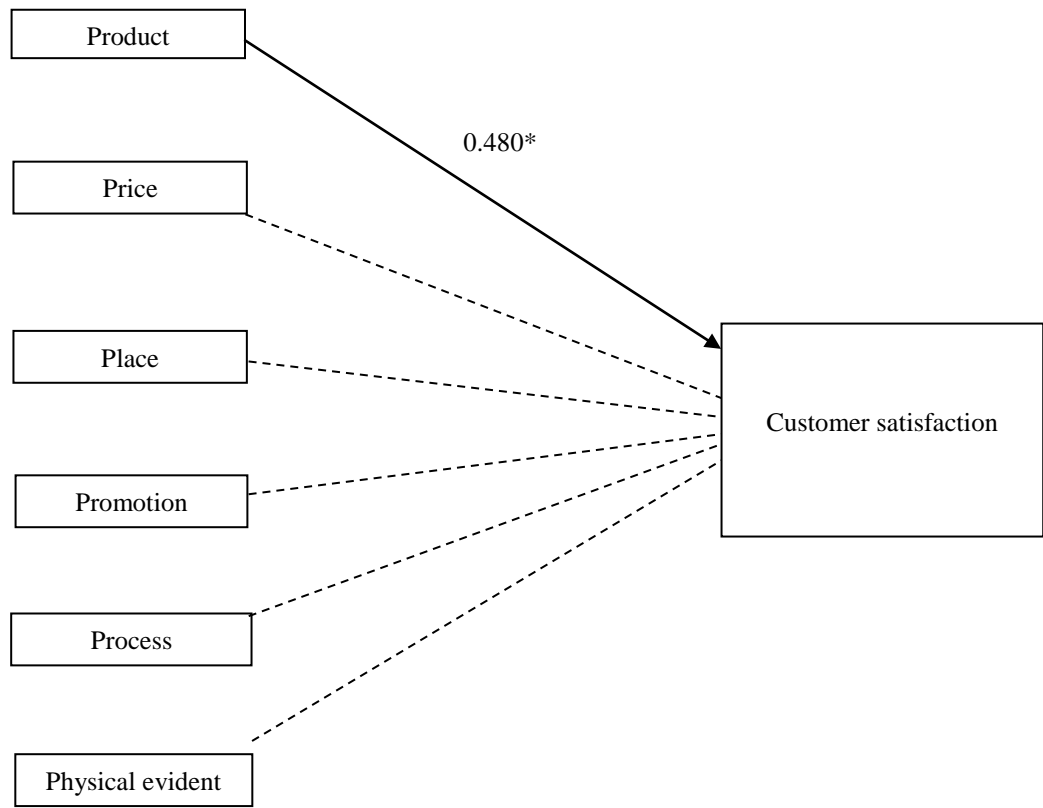 Product
0.480*
Price
Place
Customer satisfaction
Promotion
Process
Physical evident